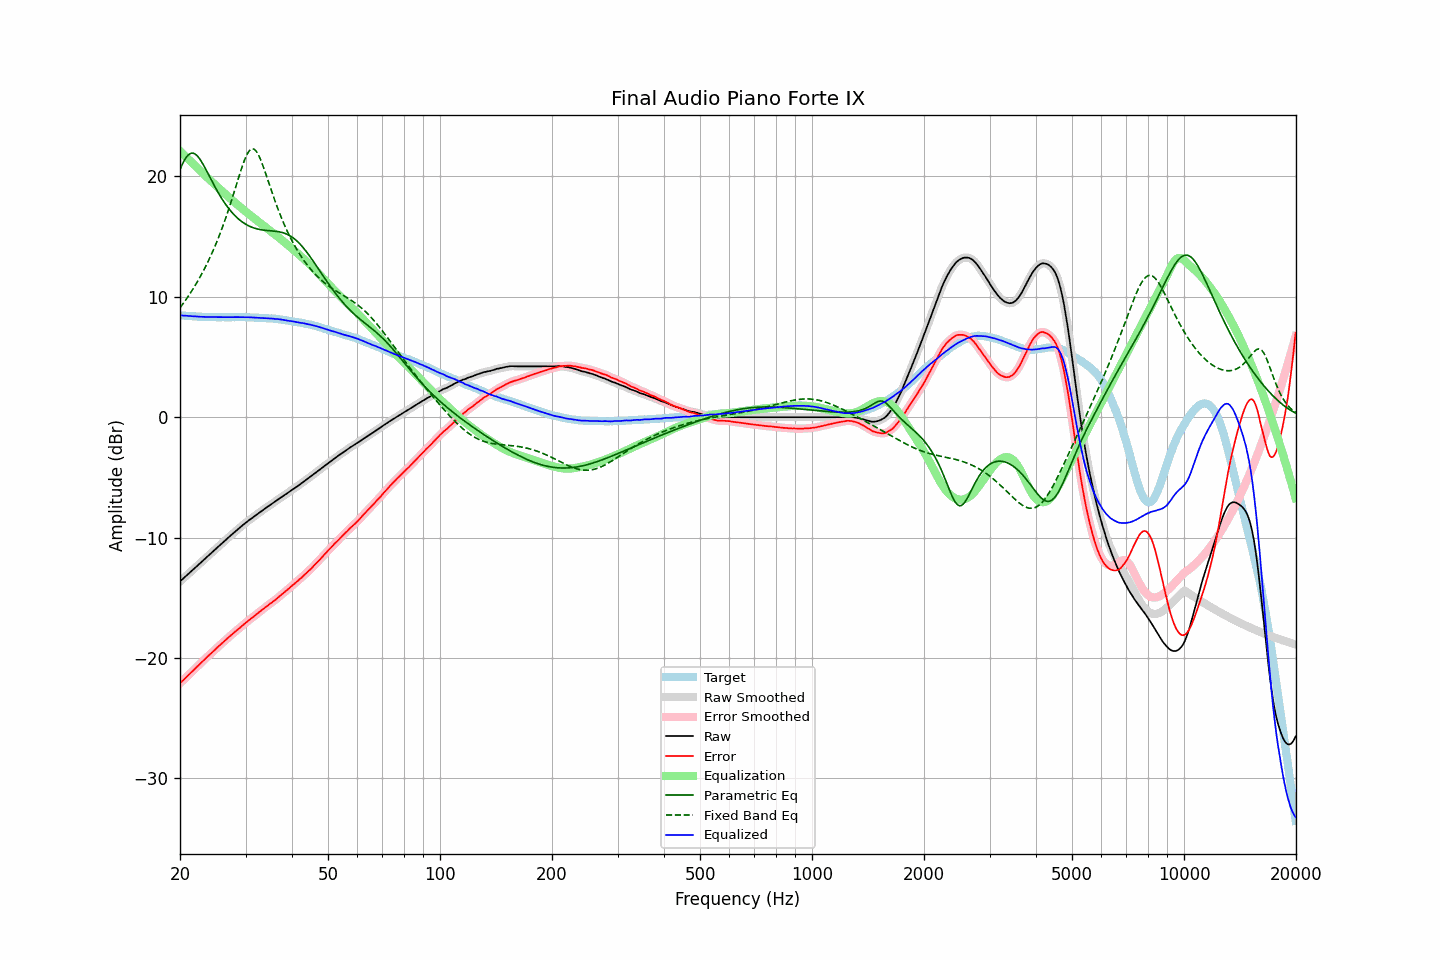 Final Audio Piano Forte IX
Amplitude (dBr)
20
10
0
−10
−20
−30
Target
Raw Smoothed
Error Smoothed
Raw
Error
Equalization
Parametric Eq
Fixed Band Eq
Equalized
20 50 100 200 500 1000 2000 5000 10000 20000
Frequency (Hz)